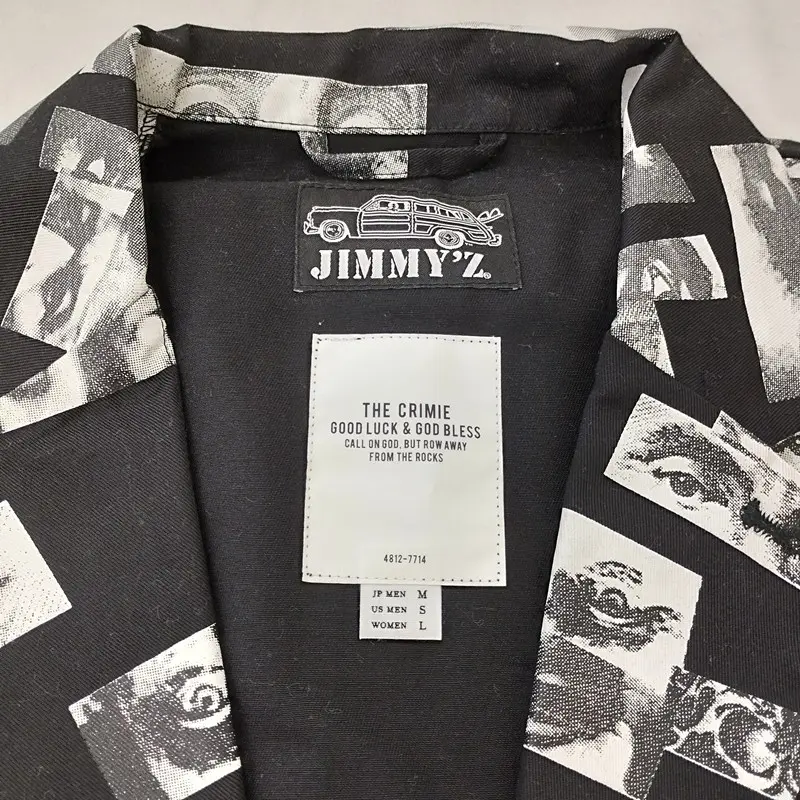 JIMMY'Z®
THE CRIMIE
GOOD LUCK & GOD BLESS
CALL ON GOD, BUT ROW AWAY
FROM THE ROCKS
4812-7714
JP MEN M
US MEN S
WOMEN L